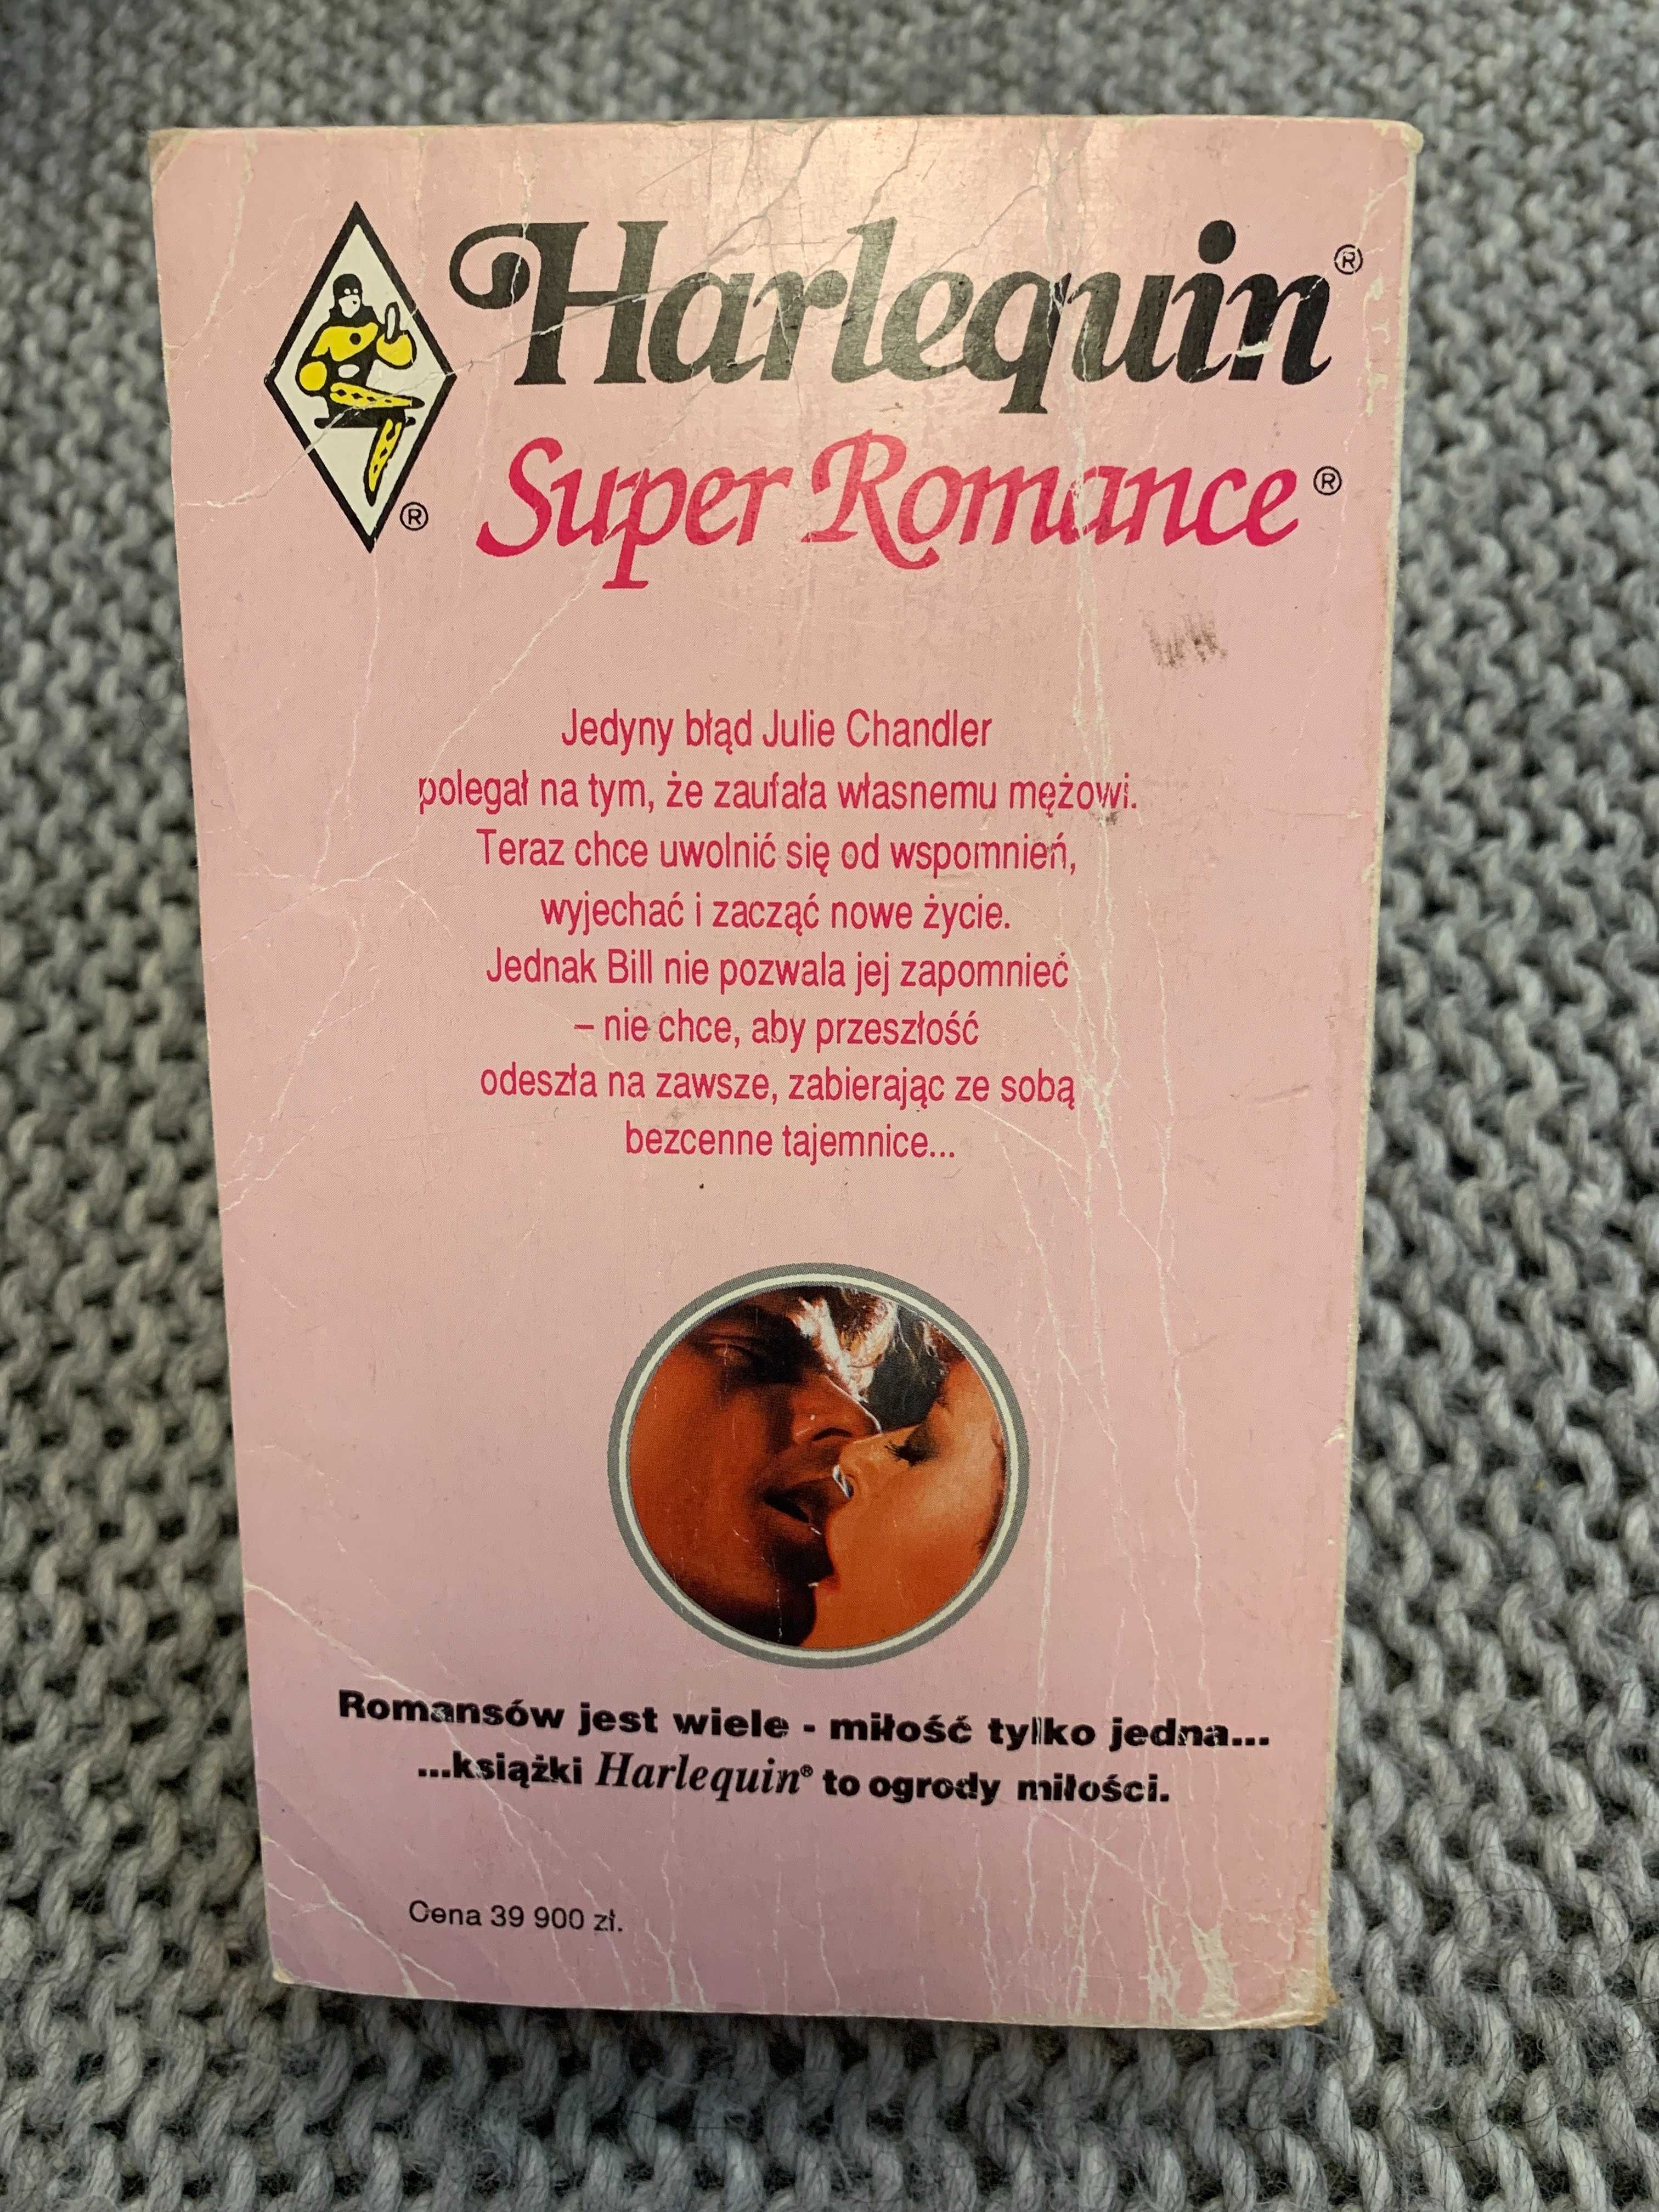 Harlequin®
Super Romance®
®
Jedyny błąd Julie Chandler
polegał na tym, że zaufała własnemu mężowi.
Teraz chce uwolnić się od wspomnień,
wyjechać i zacząć nowe życie.
Jednak Bill nie pozwala jej zapomnieć
– nie chce, aby przeszłość
odeszła na zawsze, zabierając ze sobą
bezcenne tajemnice...
Romansów jest wiele - miłość tylko jedna...
...książki Harlequin® to ogrody miłości.
Cena 39 900 zł.